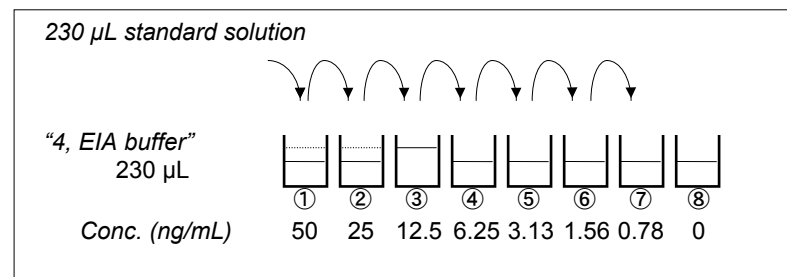 230 µL standard solution
“4, EIA buffer”
230 µL
① ② ③ ④ ⑤ ⑥ ⑦ ⑧
Conc. (ng/mL) 50 25 12.5 6.25 3.13 1.56 0.78 0